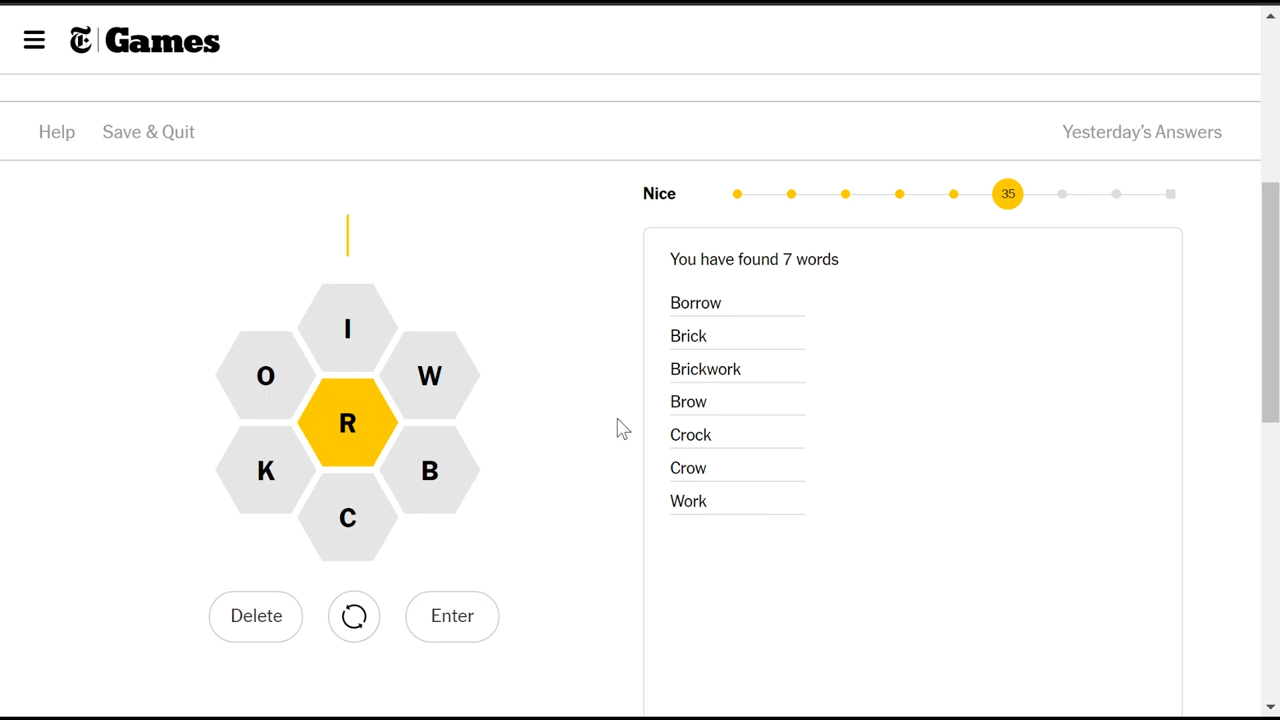 T Games
Help Save & Quit Yesterday's Answers
Nice 35
You have found 7 words
Borrow
Brick
Brickwork
Brow
Crock
Crow
Work
I
O W
R
K B
C
Delete Enter